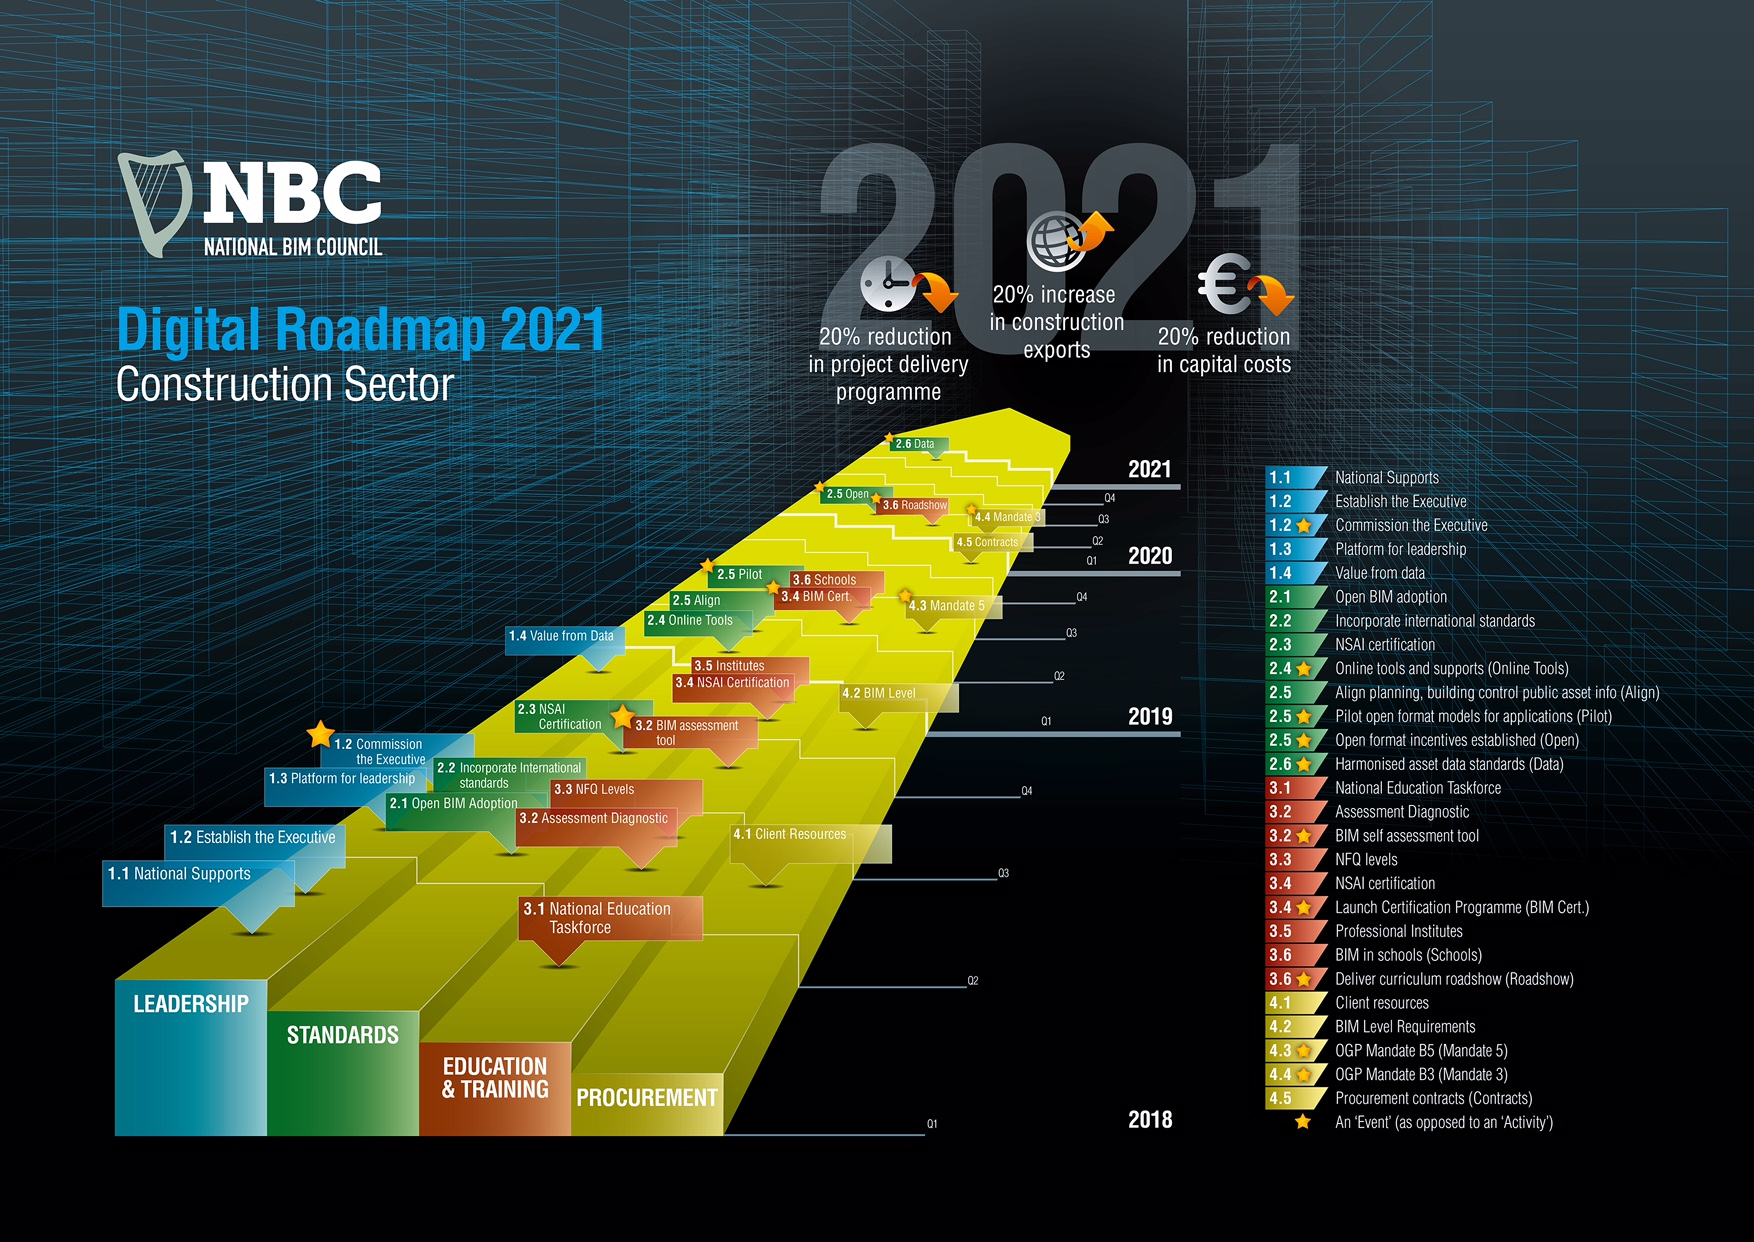 NBC
NATIONAL BIM COUNCIL
Digital Roadmap 2021
Construction Sector
2021
20% reduction
in project delivery
programme
20% increase
in construction
exports
20% reduction
in capital costs
2.6 Data
2021
Q4
2.5 Open
3.6 Roadshow
4.4 Mandate 3
Q3
4.5 Contracts
Q2
Q1
2020
2.5 Pilot
3.6 Schools
3.4 BIM Cert.
2.5 Align
4.3 Mandate 5
Q4
2.4 Online Tools
1.4 Value from Data
Q3
3.5 Institutes
3.4 NSAI Certification
Q2
4.2 BIM Level
2.3 NSAI
Certification
3.2 BIM assessment
tool
Q1
2019
1.2 Commission
the Executive
1.3 Platform for leadership
2.2 Incorporate International
standards
3.3 NFQ Levels
Q4
2.1 Open BIM Adoption
3.2 Assessment Diagnostic
1.2 Establish the Executive
4.1 Client Resources
1.1 National Supports
Q3
3.1 National Education
Taskforce
Q2
LEADERSHIP
STANDARDS
EDUCATION
& TRAINING
PROCUREMENT
Q1
2018
1.1 National Supports
1.2 Establish the Executive
1.2 Commission the Executive
1.3 Platform for leadership
1.4 Value from data
2.1 Open BIM adoption
2.2 Incorporate international standards
2.3 NSAI certification
2.4 Online tools and supports (Online Tools)
2.5 Align planning, building control public asset info (Align)
2.5 Pilot open format models for applications (Pilot)
2.5 Open format incentives established (Open)
2.6 Harmonised asset data standards (Data)
3.1 National Education Taskforce
3.2 Assessment Diagnostic
3.2 BIM self assessment tool
3.3 NFQ levels
3.4 NSAI certification
3.4 Launch Certification Programme (BIM Cert.)
3.5 Professional Institutes
3.6 BIM in schools (Schools)
3.6 Deliver curriculum roadshow (Roadshow)
4.1 Client resources
4.2 BIM Level Requirements
4.3 OGP Mandate B5 (Mandate 5)
4.4 OGP Mandate B3 (Mandate 3)
4.5 Procurement contracts (Contracts)
An ‘Event’ (as opposed to an ‘Activity’)